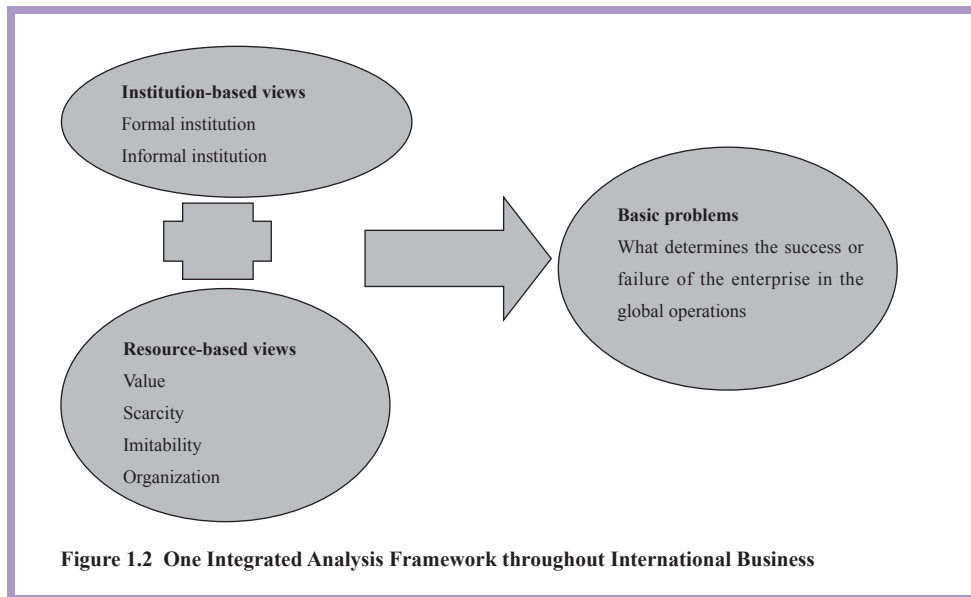 Institution-based views
Formal institution
Informal institution
Basic problems
What determines the success or
failure of the enterprise in the
global operations
Resource-based views
Value
Scarcity
Imitability
Organization
Figure 1.2 One Integrated Analysis Framework throughout International Business